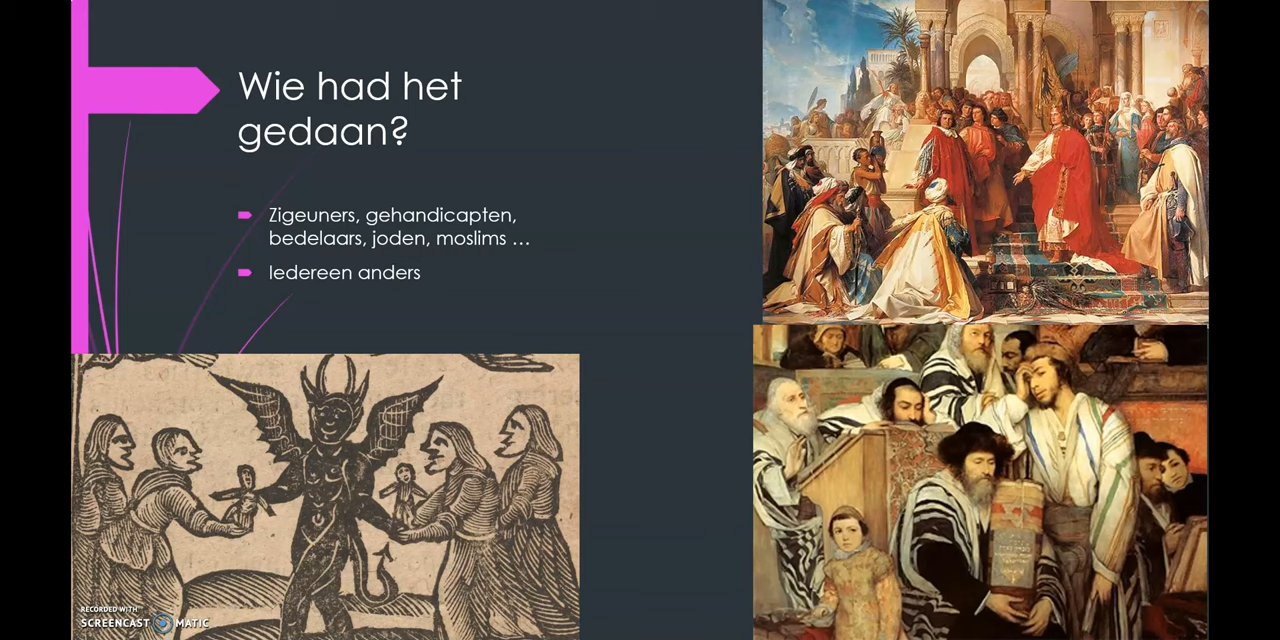 Wie had het
gedaan?
Zigeuners, gehandicapten,
bedelaars, joden, moslims ...
Iedereen anders
RECORDED WITH
SCREENCAST MATIC